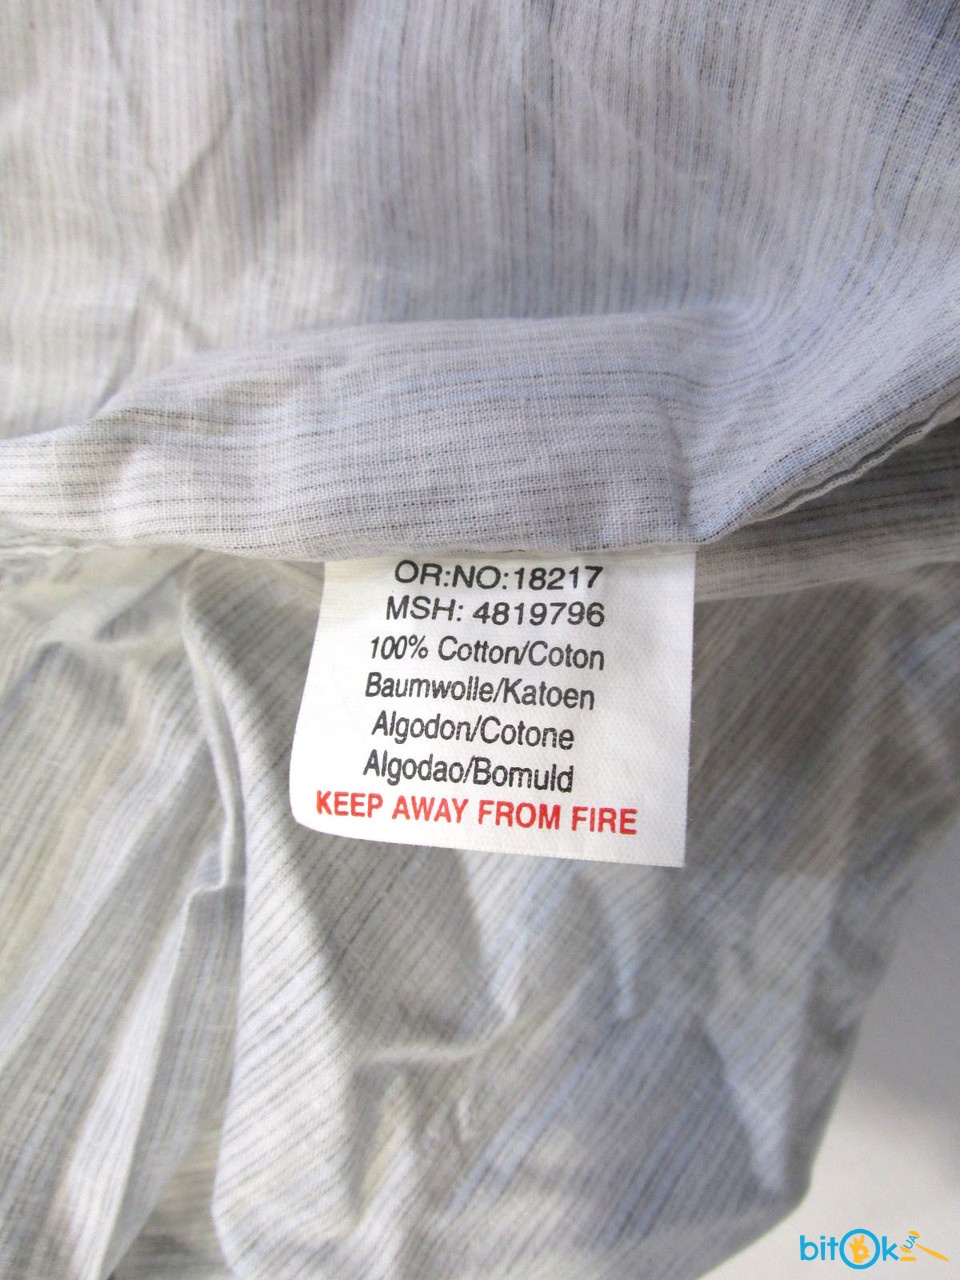 OR:NO:18217
MSH: 4819796
100% Cotton/Coton
Baumwolle/Katoen
Algodon/Cotone
Algodao/Bomuld
KEEP AWAY FROM FIRE
bitOk UA